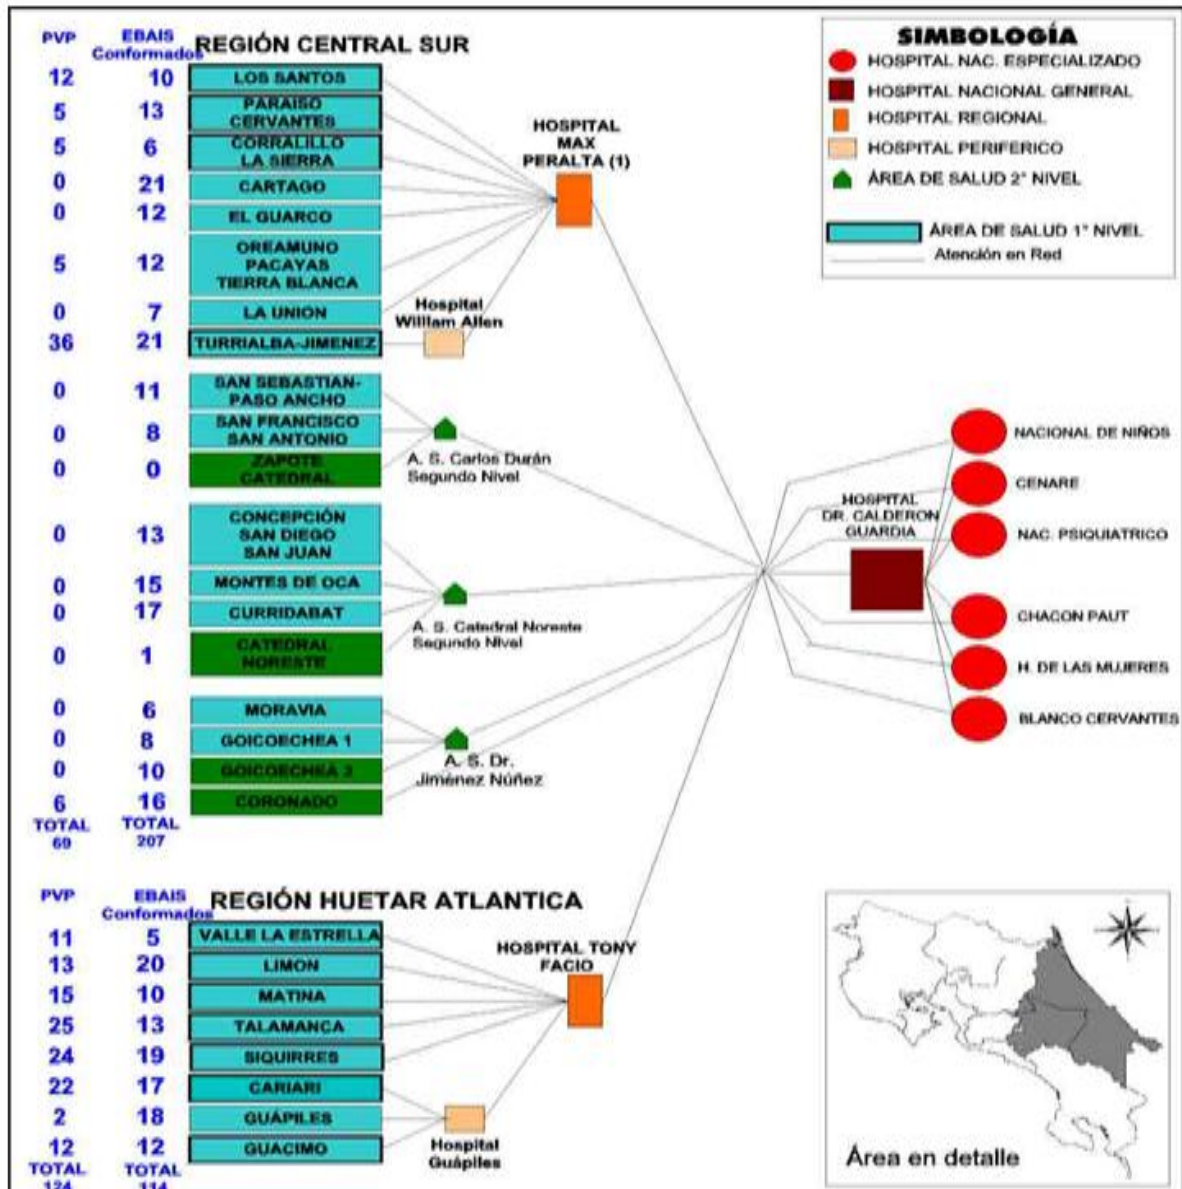 PVP
EBAIS
Conformados
REGIÓN CENTRAL SUR
12 10 LOS SANTOS
5 13 PARAISO
CERVANTES
5 6 CORRALILLO
LA SIERRA
0 21 CARTAGO
0 12 EL GUARCO
5 12 OREAMUNO
PACAYAS
TIERRA BLANCA
0 7 LA UNION
36 21 TURRIALBA-JIMENEZ
0 11 SAN SEBASTIAN-
PASO ANCHO
0 8 SAN FRANCISCO
SAN ANTONIO
0 0 ZAPOTE
CATEDRAL
0 13 CONCEPCIÓN
SAN DIEGO
SAN JUAN
0 15 MONTES DE OCA
0 17 CURRIDABAT
0 1 CATEDRAL
NORESTE
0 6 MORAVIA
0 8 GOICOECHEA 1
0 10 GOICOECHEA 2
6 16 CORONADO
TOTAL TOTAL
69 207
HOSPITAL
MAX
PERALTA (1)
Hospital
William Allen
A. S. Carlos Durán
Segundo Nivel
A. S. Catedral Noreste
Segundo Nivel
A. S. Dr.
Jiménez Núñez
HOSPITAL
DR. CALDERON
GUARDIA
NACIONAL DE NIÑOS
CENARE
NAC. PSIQUIATRICO
CHACON PAUT
H. DE LAS MUJERES
BLANCO CERVANTES
SIMBOLOGÍA
HOSPITAL NAC. ESPECIALIZADO
HOSPITAL NACIONAL GENERAL
HOSPITAL REGIONAL
HOSPITAL PERIFERICO
ÁREA DE SALUD 2° NIVEL
ÁREA DE SALUD 1° NIVEL
Atención en Red
PVP
EBAIS
Conformados
REGIÓN HUETAR ATLANTICA
11 5 VALLE LA ESTRELLA
13 20 LIMON
15 10 MATINA
25 13 TALAMANCA
24 19 SIQUIRRES
22 17 CARIARI
2 18 GUÁPILES
12 12 GUACIMO
TOTAL TOTAL
124 114
HOSPITAL TONY
FACIO
Hospital
Guápiles
Área en detalle